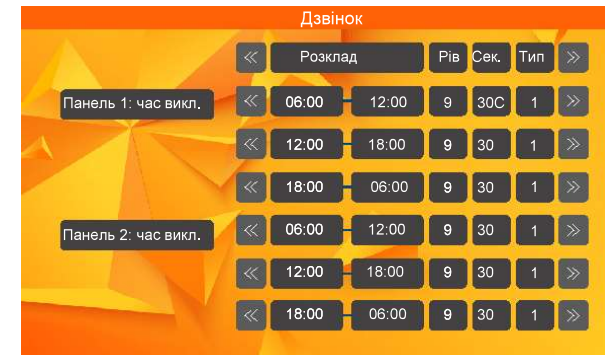 Дзвінок
Розклад Рів Сек. Тип
Панель 1: час викл. 06:00 12:00 9 30С 1
12:00 18:00 9 30 1
18:00 06:00 9 30 1
Панель 2: час викл. 06:00 12:00 9 30 1
12:00 18:00 9 30 1
18:00 06:00 9 30 1